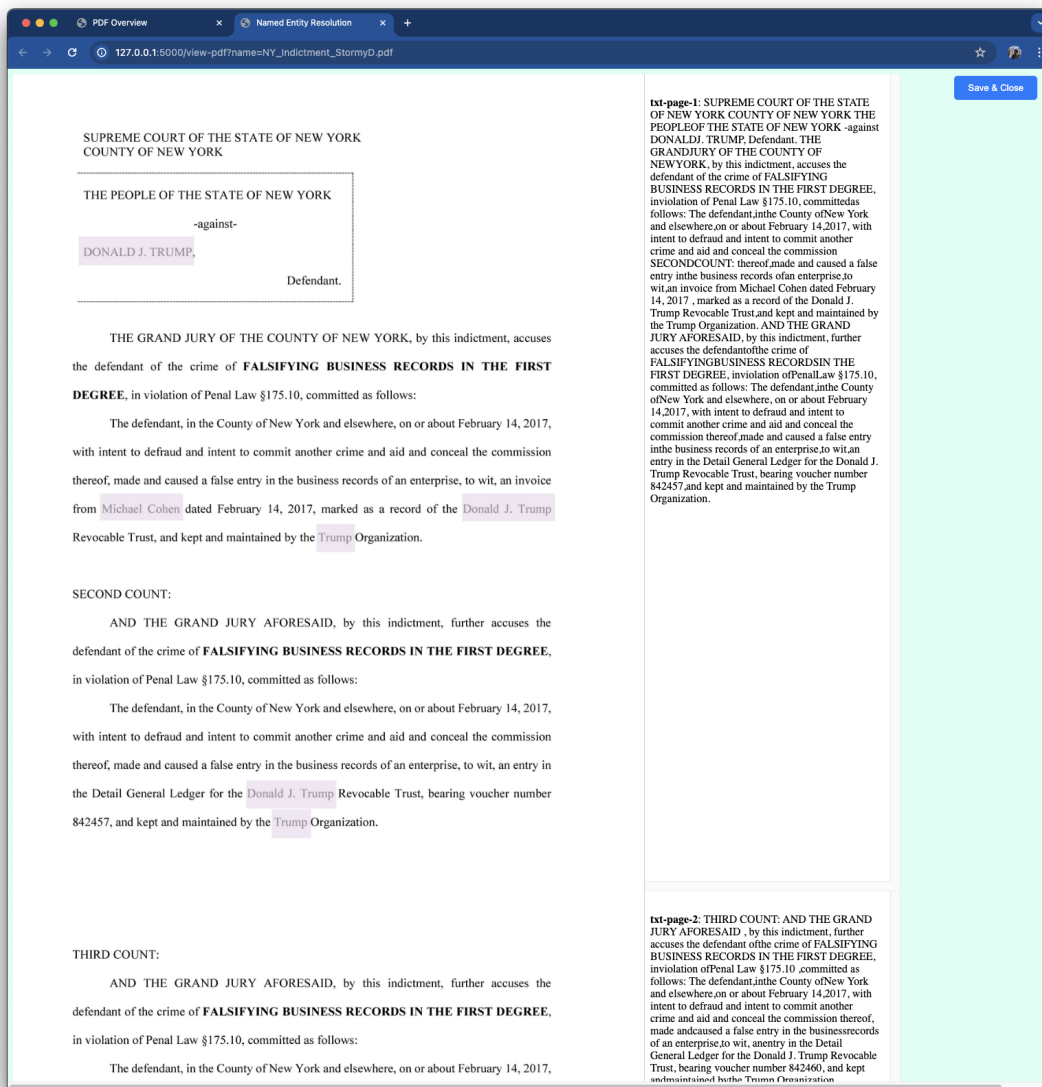 PDF Overview
Named Entity Resolution
127.0.0.1:5000/view-pdf?name=NY_Indictment_StormyD.pdf
Save & Close
SUPREME COURT OF THE STATE OF NEW YORK
COUNTY OF NEW YORK
THE PEOPLE OF THE STATE OF NEW YORK
-against-
DONALD J. TRUMP,
Defendant.
THE GRAND JURY OF THE COUNTY OF NEW YORK, by this indictment, accuses
the defendant of the crime of FALSIFYING BUSINESS RECORDS IN THE FIRST
DEGREE, in violation of Penal Law §175.10, committed as follows:
The defendant, in the County of New York and elsewhere, on or about February 14, 2017,
with intent to defraud and intent to commit another crime and aid and conceal the commission
thereof, made and caused a false entry in the business records of an enterprise, to wit, an invoice
from Michael Cohen dated February 14, 2017, marked as a record of the Donald J. Trump
Revocable Trust, and kept and maintained by the Trump Organization.
SECOND COUNT:
AND THE GRAND JURY AFORESAID, by this indictment, further accuses the
defendant of the crime of FALSIFYING BUSINESS RECORDS IN THE FIRST DEGREE,
in violation of Penal Law §175.10, committed as follows:
The defendant, in the County of New York and elsewhere, on or about February 14, 2017,
with intent to defraud and intent to commit another crime and aid and conceal the commission
thereof, made and caused a false entry in the business records of an enterprise, to wit, an entry in
the Detail General Ledger for the Donald J. Trump Revocable Trust, bearing voucher number
842457, and kept and maintained by the Trump Organization.
THIRD COUNT:
AND THE GRAND JURY AFORESAID, by this indictment, further accuses the
defendant of the crime of FALSIFYING BUSINESS RECORDS IN THE FIRST DEGREE,
in violation of Penal Law §175.10, committed as follows:
The defendant, in the County of New York and elsewhere, on or about February 14, 2017,
txt-page-1: SUPREME COURT OF THE STATE
OF NEW YORK COUNTY OF NEW YORK THE
PEOPLEOF THE STATE OF NEW YORK -against
DONALDJ. TRUMP, Defendant. THE
GRANDJURY OF THE COUNTY OF
NEWYORK, by this indictment, accuses the
defendant of the crime of FALSIFYING
BUSINESS RECORDS IN THE FIRST DEGREE,
inviolation of Penal Law §175.10, committedas
follows: The defendant,inthe County ofNew York
and elsewhere,on or about February 14,2017, with
intent to defraud and intent to commit another
crime and aid and conceal the commission
SECONDCOUNT: thereof,made and caused a false
entry inthe business records ofan enterprise,to
wit,an invoice from Michael Cohen dated February
14, 2017 , marked as a record of the Donald J.
Trump Revocable Trust,and kept and maintained by
the Trump Organization. AND THE GRAND
JURY AFORESAID, by this indictment, further
accuses the defendantofthe crime of
FALSIFYINGBUSINESS RECORDSIN THE
FIRST DEGREE, inviolation ofPenalLaw §175.10,
committed as follows: The defendant,inthe County
ofNew York and elsewhere, on or about February
14,2017, with intent to defraud and intent to
commit another crime and aid and conceal the
commission thereof,made and caused a false entry
inthe business records of an enterprise,to wit,an
entry in the Detail General Ledger for the Donald J.
Trump Revocable Trust, bearing voucher number
842457,and kept and maintained by the Trump
Organization.
txt-page-2: THIRD COUNT: AND THE GRAND
JURY AFORESAID , by this indictment, further
accuses the defendant ofthe crime of FALSIFYING
BUSINESS RECORDS IN THE FIRST DEGREE,
inviolation ofPenal Law §175.10 ,committed as
follows: The defendant,inthe County ofNew York
and elsewhere,on or about February 14,2017, with
intent to defraud and intent to commit another
crime and aid and conceal the commission thereof,
made andcaused a false entry in the businessrecords
of an enterprise,to wit, anentry in the Detail
General Ledger for the Donald J. Trump Revocable
Trust, bearing voucher number 842460, and kept
andmaintained bythe Trump Organization